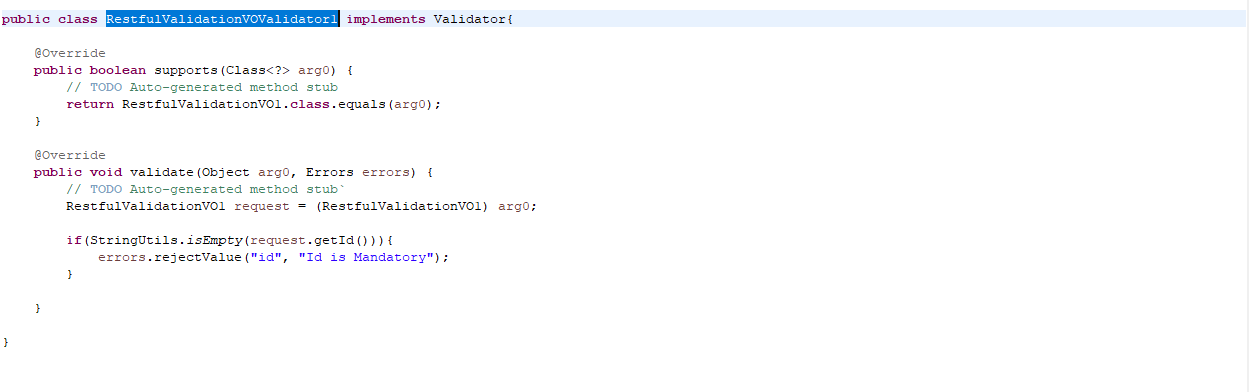 public class RestfulValidationVOValidator1 implements Validator{
@Override
public boolean supports(Class<?> arg0) {
// TODO Auto-generated method stub
return RestfulValidationVO1.class.equals(arg0);
}
@Override
public void validate(Object arg0, Errors errors) {
// TODO Auto-generated method stub`
RestfulValidationVO1 request = (RestfulValidationVO1) arg0;
if(StringUtils.isEmpty(request.getId())){
errors.rejectValue("id", "Id is Mandatory");
}
}
}